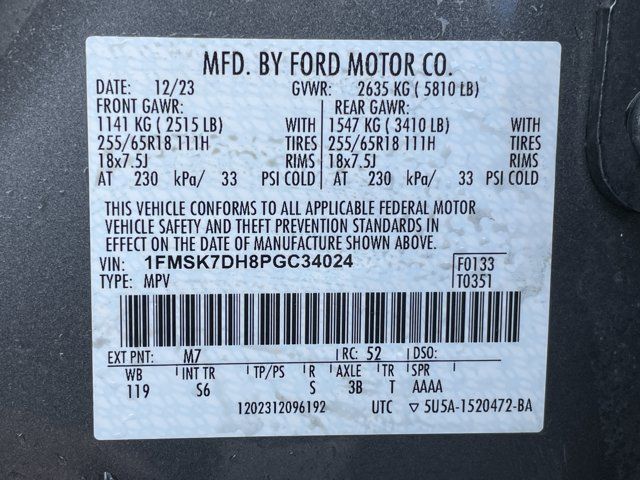 MFD. BY FORD MOTOR CO.
DATE: 12/23 GVWR: 2635 KG ( 5810 LB)
FRONT GAWR: REAR GAWR:
1141 KG ( 2515 LB) WITH 1547 KG ( 3410 LB) WITH
255/65R18 111H TIRES 255/65R18 111H TIRES
18x7.5J RIMS 18x7.5J RIMS
AT 230 kPa/ 33 PSI COLD AT 230 kPa/ 33 PSI COLD
THIS VEHICLE CONFORMS TO ALL APPLICABLE FEDERAL MOTOR
VEHICLE SAFETY AND THEFT PREVENTION STANDARDS IN
EFFECT ON THE DATE OF MANUFACTURE SHOWN ABOVE.
VIN: 1FMSK7DH8PGC34024 F0133
TYPE: MPV T0351
EXT PNT: M7 RC: 52 DSO:
WB INT TR TP/PS R AXLE TR SPR
119 S6 S 3B T AAAA
1202312096192 UTC ▽ 5U5A-1520472-BA